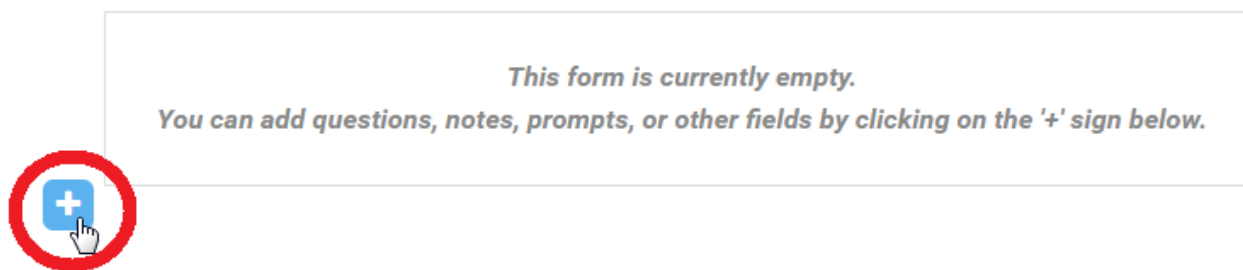 This form is currently empty.
You can add questions, notes, prompts, or other fields by clicking on the '+' sign below.
+